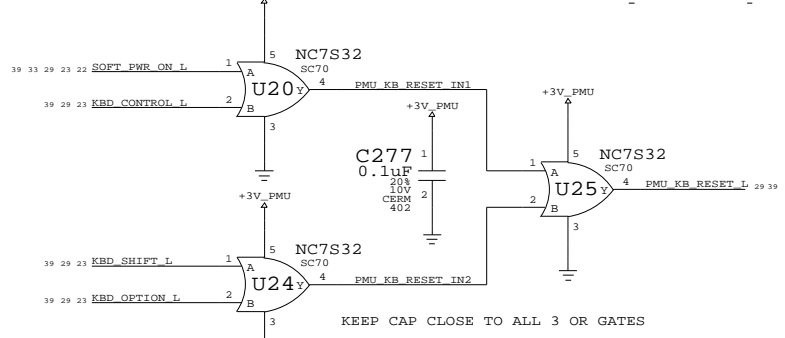 5 NC7S32
SC70
39 33 29 23 22 SOFT_PWR_ON_L 1 A
U20 Y 4 PMU_KB_RESET_IN1
39 29 23 KBD_CONTROL_L 2 B
3
+3V_PMU
C277 1
0.1uF
20%
10V
CERM 2
402
+3V_PMU
5 NC7S32
SC70
1 A
U25 Y 4 PMU_KB_RESET_L 29 39
2 B
3
+3V_PMU
5 NC7S32
SC70
39 29 23 KBD_SHIFT_L 1 A
U24 Y 4 PMU_KB_RESET_IN2
39 29 23 KBD_OPTION_L 2 B
3
KEEP CAP CLOSE TO ALL 3 OR GATES